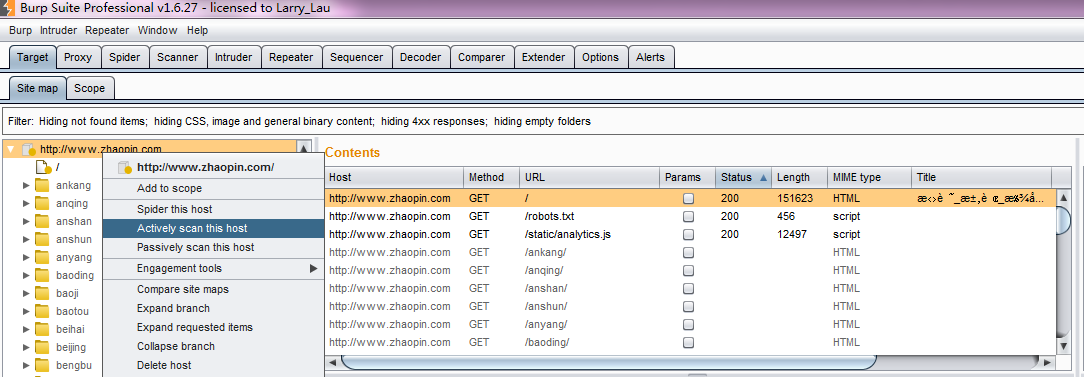 Burp Suite Professional v1.6.27 - licensed to Larry_Lau
Burp Intruder Repeater Window Help
Target Proxy Spider Scanner Intruder Repeater Sequencer Decoder Comparer Extender Options Alerts
Site map Scope
Filter: Hiding not found items; hiding CSS, image and general binary content; hiding 4xx responses; hiding empty folders
http://www.zhaopin.com
/
ankang
anqing
anshan
anshun
anyang
baoding
baoji
baotou
beihai
beijing
bengbu
http://www.zhaopin.com/
Add to scope
Spider this host
Actively scan this host
Passively scan this host
Engagement tools
Compare site maps
Expand branch
Expand requested items
Collapse branch
Delete host
Contents
Host Method URL Params Status Length MIME type Title
http://www.zhaopin.com GET / 200 151623 HTML
http://www.zhaopin.com GET /robots.txt 200 456 script
http://www.zhaopin.com GET /static/analytics.js 200 12497 script
http://www.zhaopin.com GET /ankang/ HTML
http://www.zhaopin.com GET /anqing/ HTML
http://www.zhaopin.com GET /anshan/ HTML
http://www.zhaopin.com GET /anshun/ HTML
http://www.zhaopin.com GET /anyang/ HTML
http://www.zhaopin.com GET /baoding/ HTML